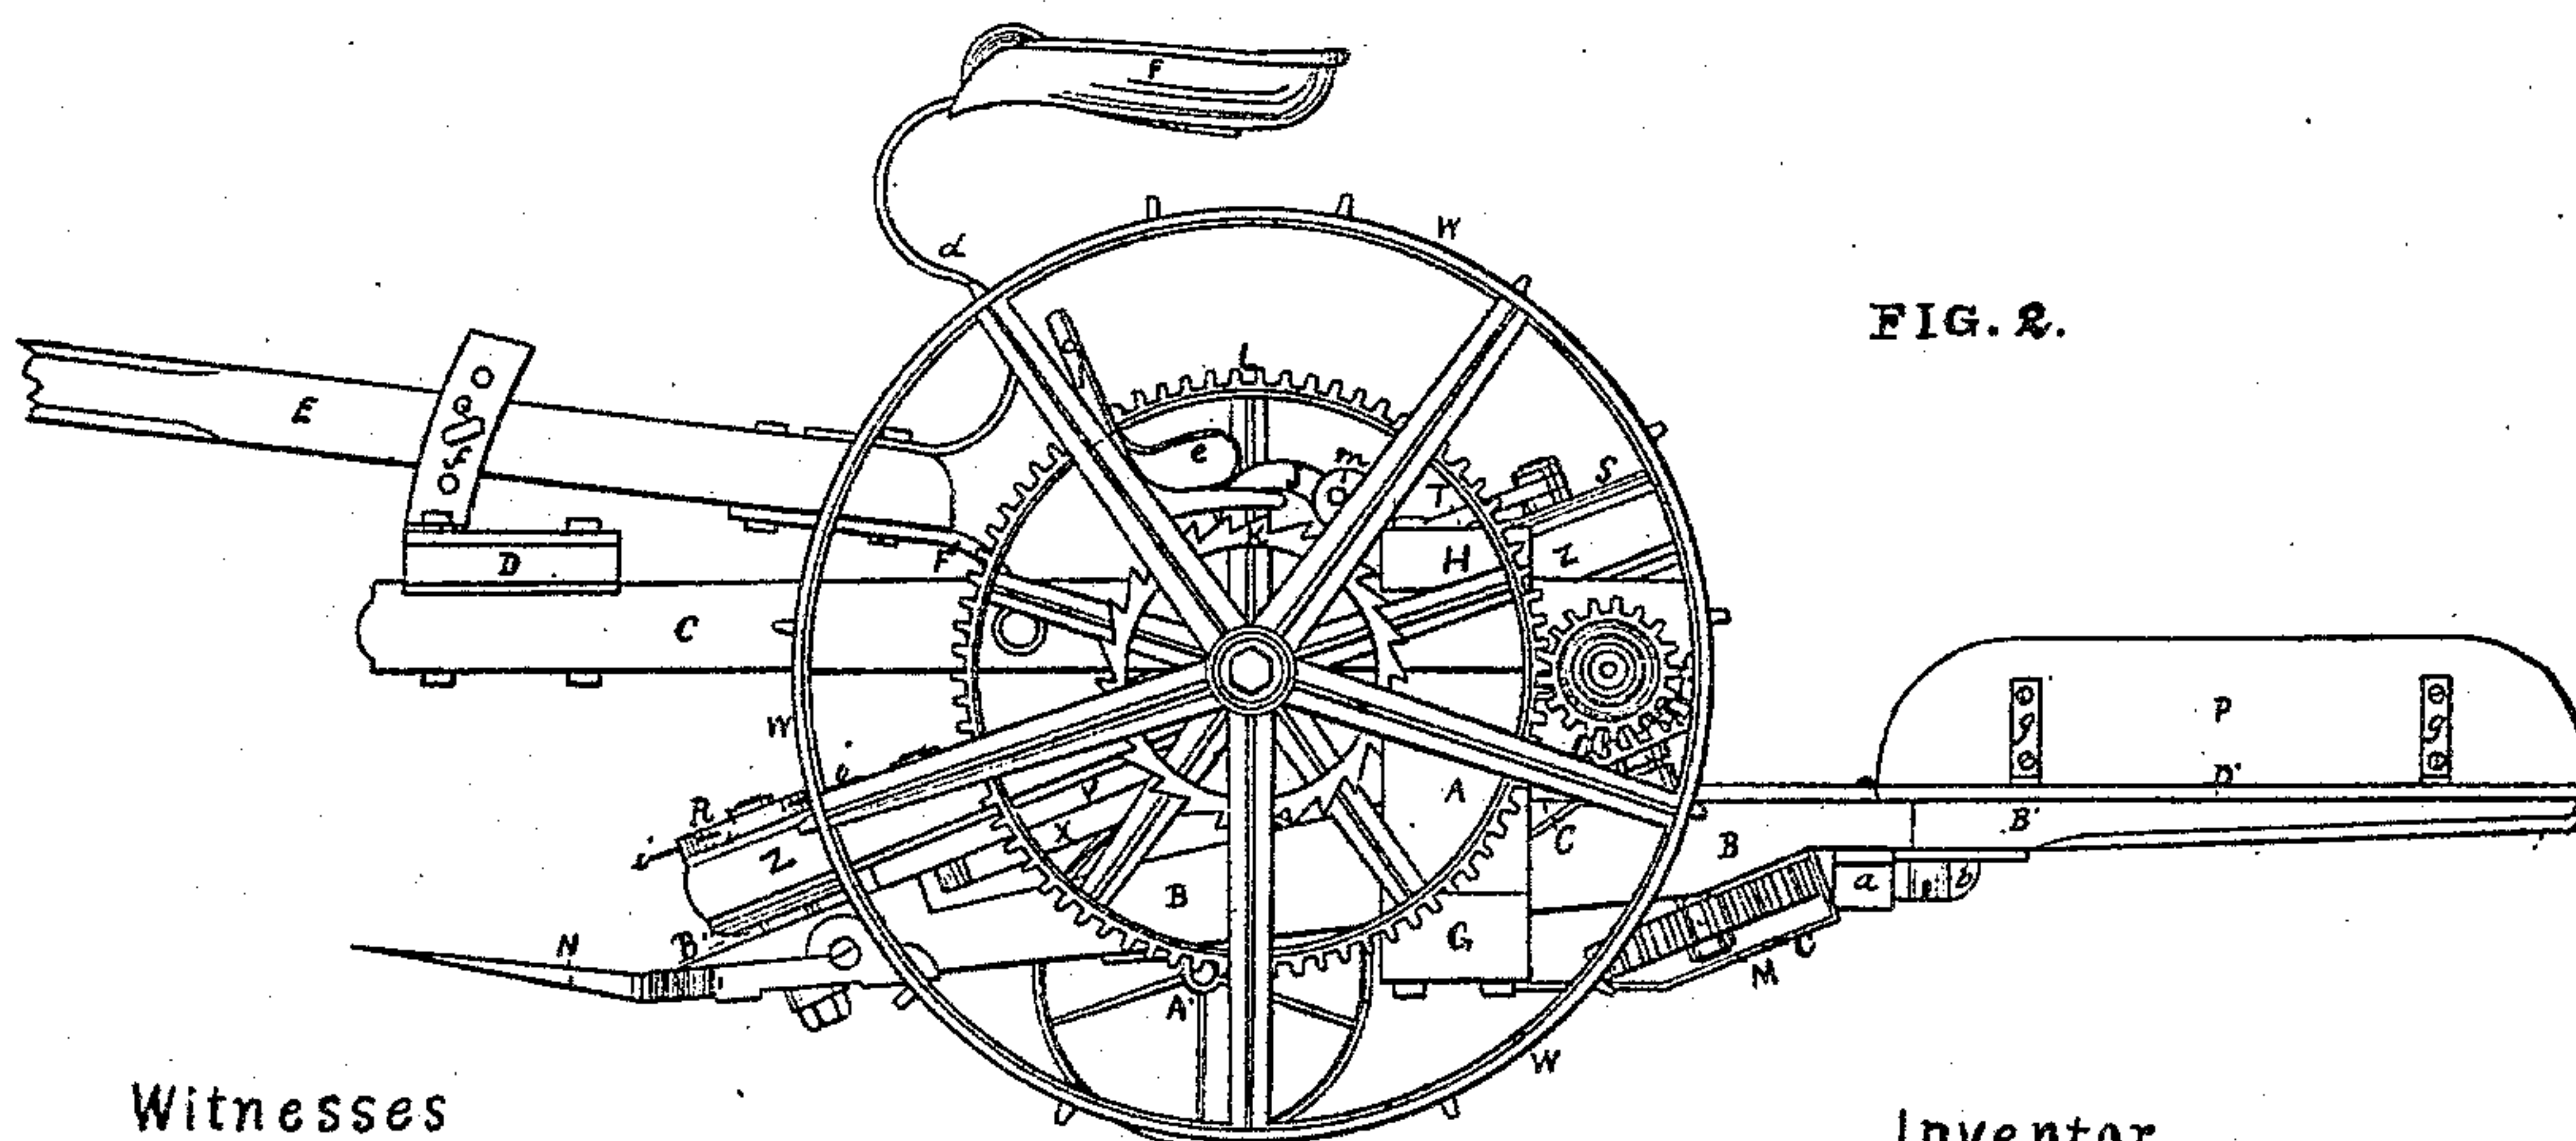 F
d
W
FIG. 2.
L
E
e
m
S
T
K
H
Z
F
D
C
W
P
g
g
D'
A
R
i
i
Y
X
Z
B
C
B
B'
a
b
G
N
B'
A'
M
C
W
Witnesses
Inventor